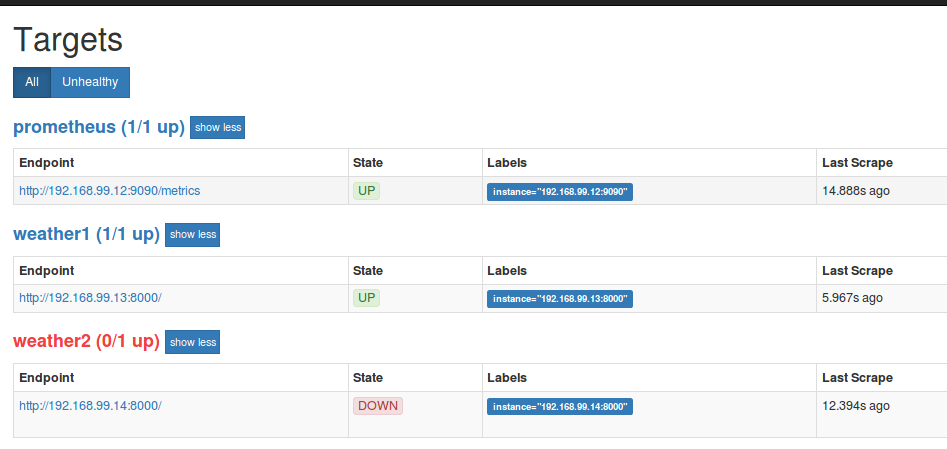 Targets
All Unhealthy
prometheus (1/1 up) show less
Endpoint State Labels Last Scrape
http://192.168.99.12:9090/metrics UP instance="192.168.99.12:9090" 14.888s ago
weather1 (1/1 up) show less
Endpoint State Labels Last Scrape
http://192.168.99.13:8000/ UP instance="192.168.99.13:8000" 5.967s ago
weather2 (0/1 up) show less
Endpoint State Labels Last Scrape
http://192.168.99.14:8000/ DOWN instance="192.168.99.14:8000" 12.394s ago